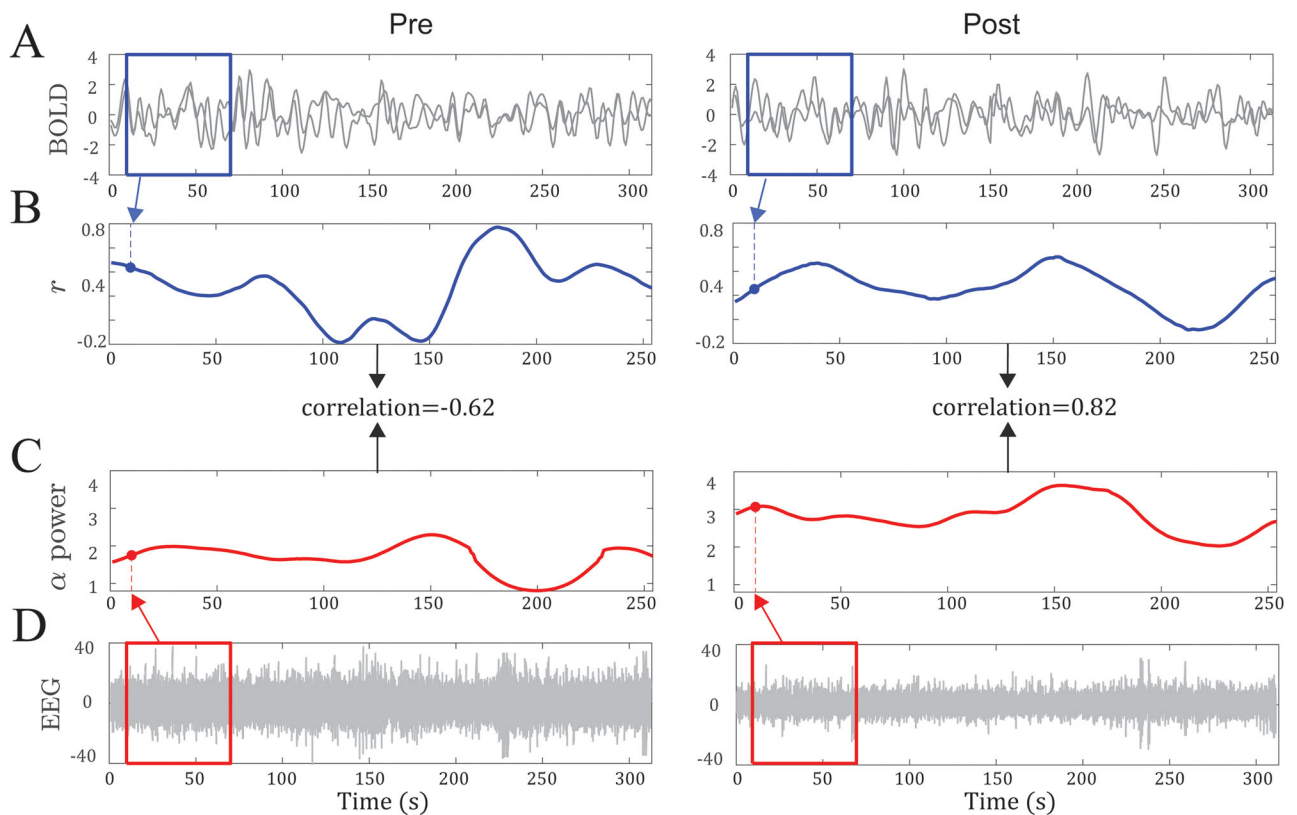 Pre Post
A
BOLD
4 4
2 2
0 0
-2 -2
-4 -4
0 50 100 150 200 250 300 0 50 100 150 200 250 300
B
r
0.8 0.8
0.4 0.4
-0.2 -0.2
0 50 100 150 200 250 0 50 100 150 200 250
correlation=-0.62 correlation=0.82
C
α power
4 4
3 3
2 2
1 1
0 50 100 150 200 250 0 50 100 150 200 250
D
EEG
40 40
0 0
-40 -40
0 50 100 150 200 250 300 0 50 100 150 200 250 300
Time (s) Time (s)